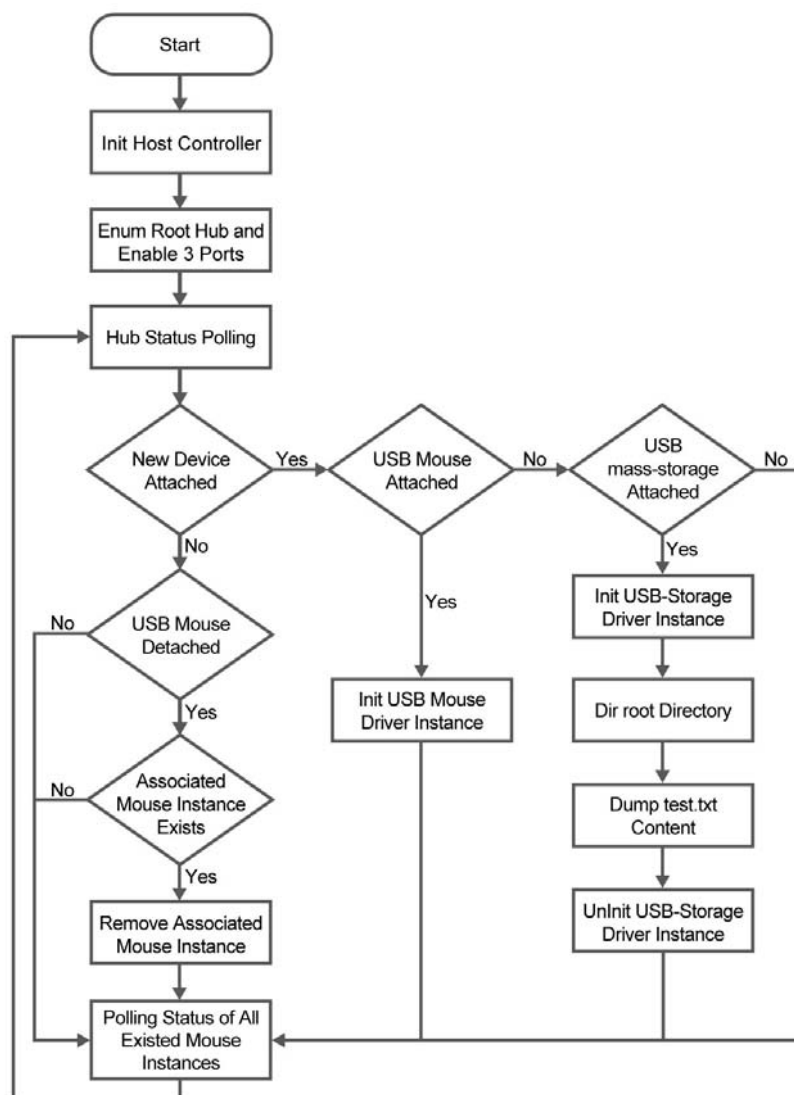 Start
Init Host Controller
Enum Root Hub and
Enable 3 Ports
Hub Status Polling
New Device
Attached
Yes
USB Mouse
Attached
No
USB
mass-storage
Attached
No
No
Yes
Yes
Init USB-Storage
Driver Instance
No
USB Mouse
Detached
Yes
Init USB Mouse
Driver Instance
Dir root Directory
No
Associated
Mouse Instance
Exists
Yes
Dump test.txt
Content
Remove Associated
Mouse Instance
UnInit USB-Storage
Driver Instance
Polling Status of All
Existed Mouse
Instances